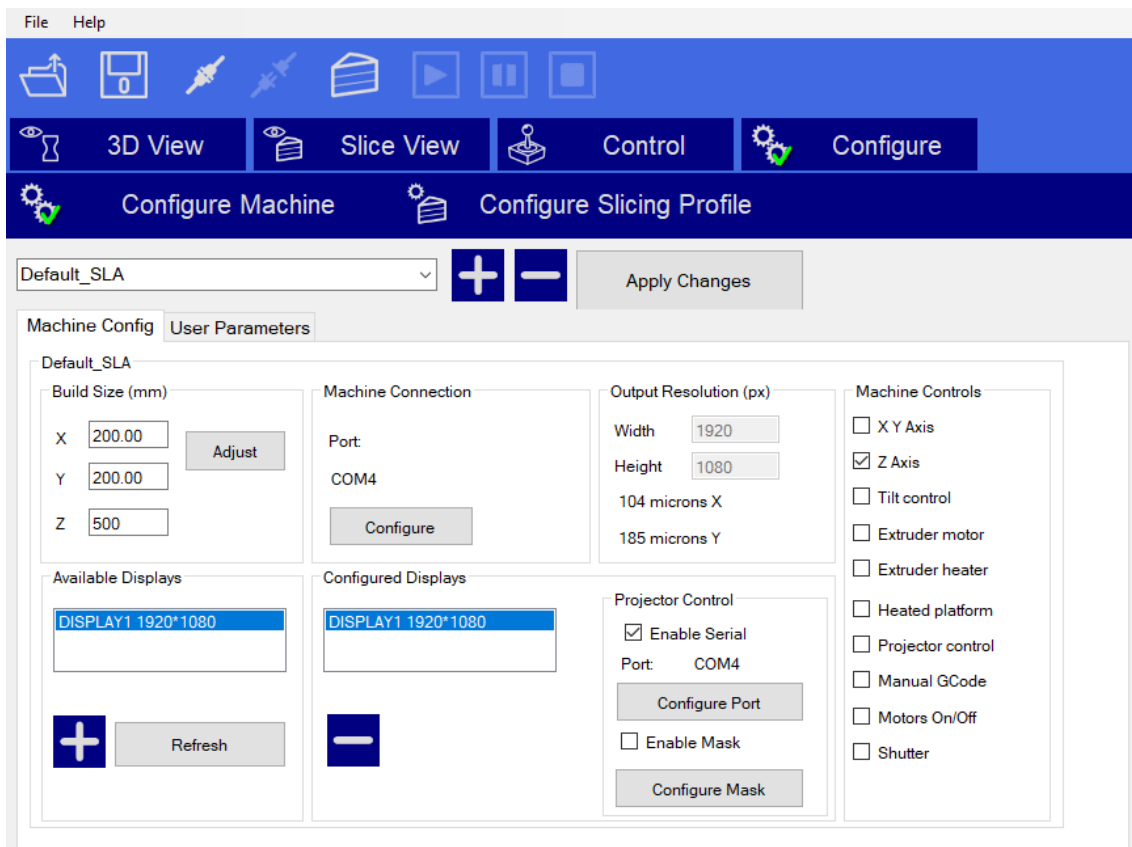 File Help
3D View Slice View Control Configure
Configure Machine Configure Slicing Profile
Default_SLA
Apply Changes
Machine Config User Parameters
Default_SLA
Build Size (mm)
X 200.00
Adjust
Y 200.00
Z 500
Machine Connection
Port:
COM4
Configure
Output Resolution (px)
Width 1920
Height 1080
104 microns X
185 microns Y
Machine Controls
X Y Axis
Z Axis
Tilt control
Extruder motor
Extruder heater
Heated platform
Projector control
Manual GCode
Motors On/Off
Shutter
Available Displays
DISPLAY1 1920*1080
Refresh
Configured Displays
DISPLAY1 1920*1080
Projector Control
Enable Serial
Port: COM4
Configure Port
Enable Mask
Configure Mask